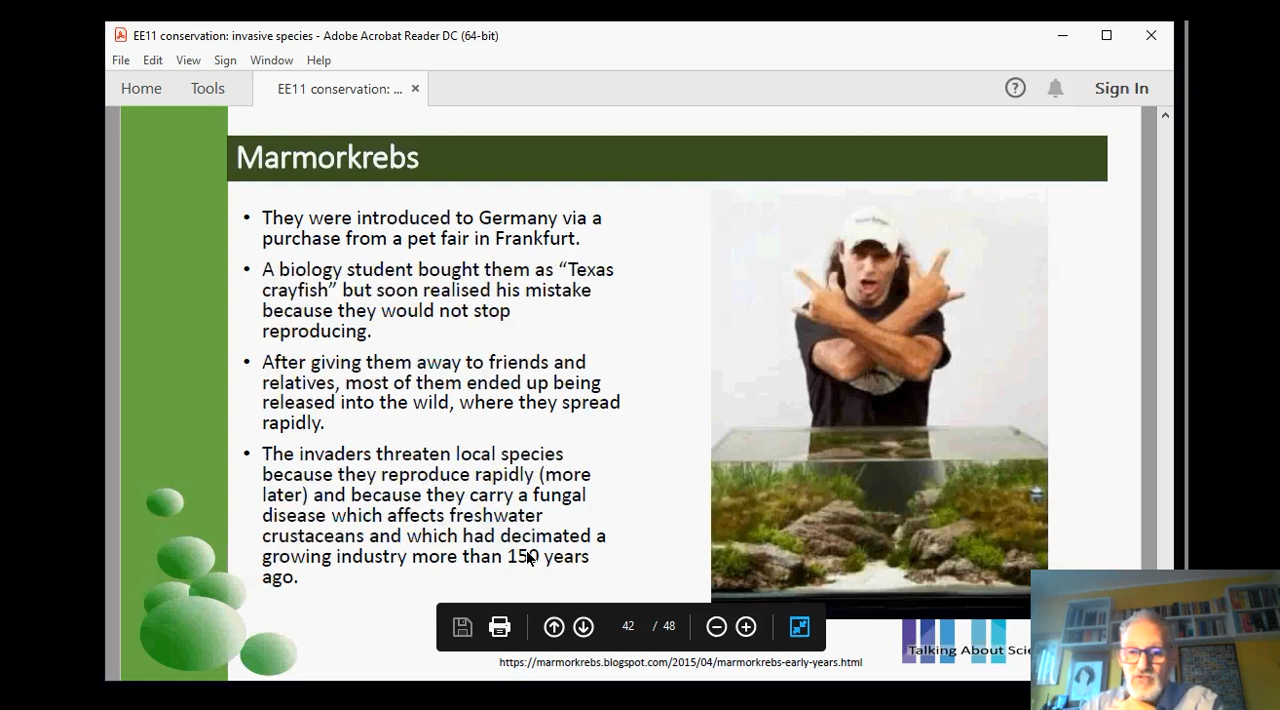 EE11 conservation: invasive species - Adobe Acrobat Reader DC (64-bit)
File Edit View Sign Window Help
Home Tools EE11 conservation: ... × Sign In
Marmorkrebs
• They were introduced to Germany via a
purchase from a pet fair in Frankfurt.
• A biology student bought them as “Texas
crayfish” but soon realised his mistake
because they would not stop
reproducing.
• After giving them away to friends and
relatives, most of them ended up being
released into the wild, where they spread
rapidly.
• The invaders threaten local species
because they reproduce rapidly (more
later) and because they carry a fungal
disease which affects freshwater
crustaceans and which had decimated a
growing industry more than 150 years
ago.
42 / 48
https://marmorkrebs.blogspot.com/2015/04/marmorkrebs-early-years.html
Talking About Scie